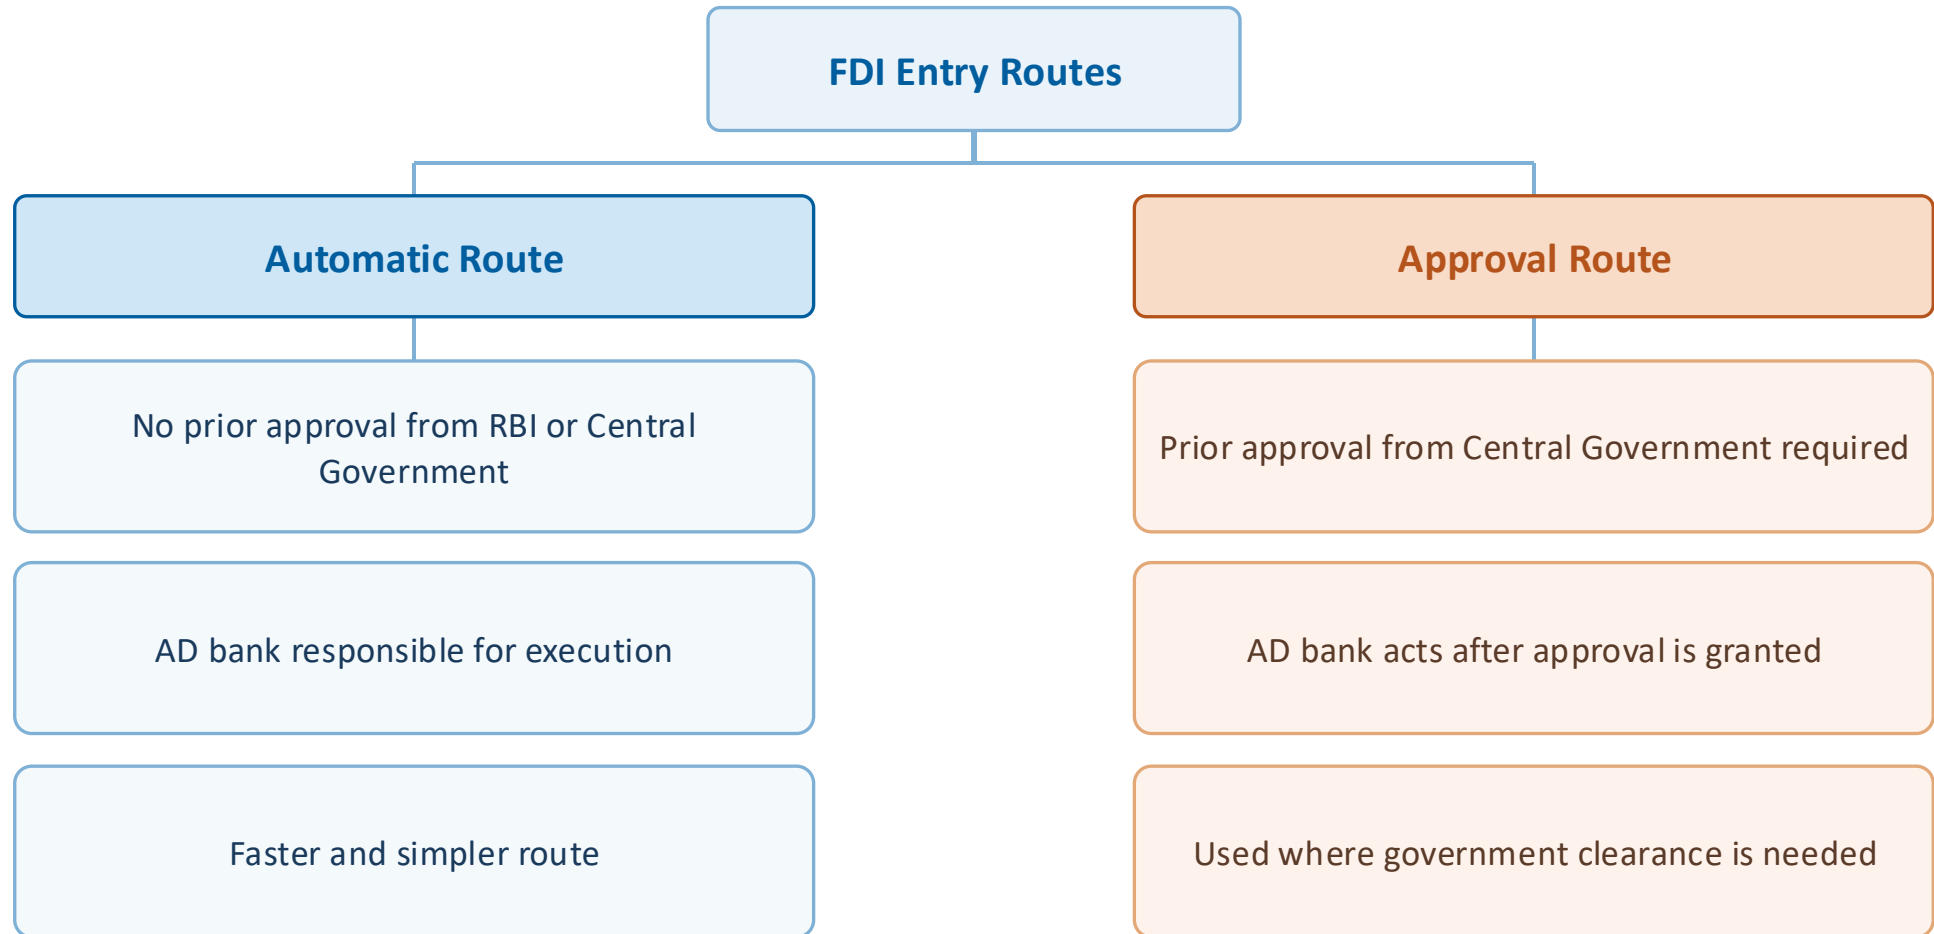 FDI Entry Routes
Automatic Route
Approval Route
No prior approval from RBI or Central
Government
Prior approval from Central Government required
AD bank responsible for execution
AD bank acts after approval is granted
Faster and simpler route
Used where government clearance is needed